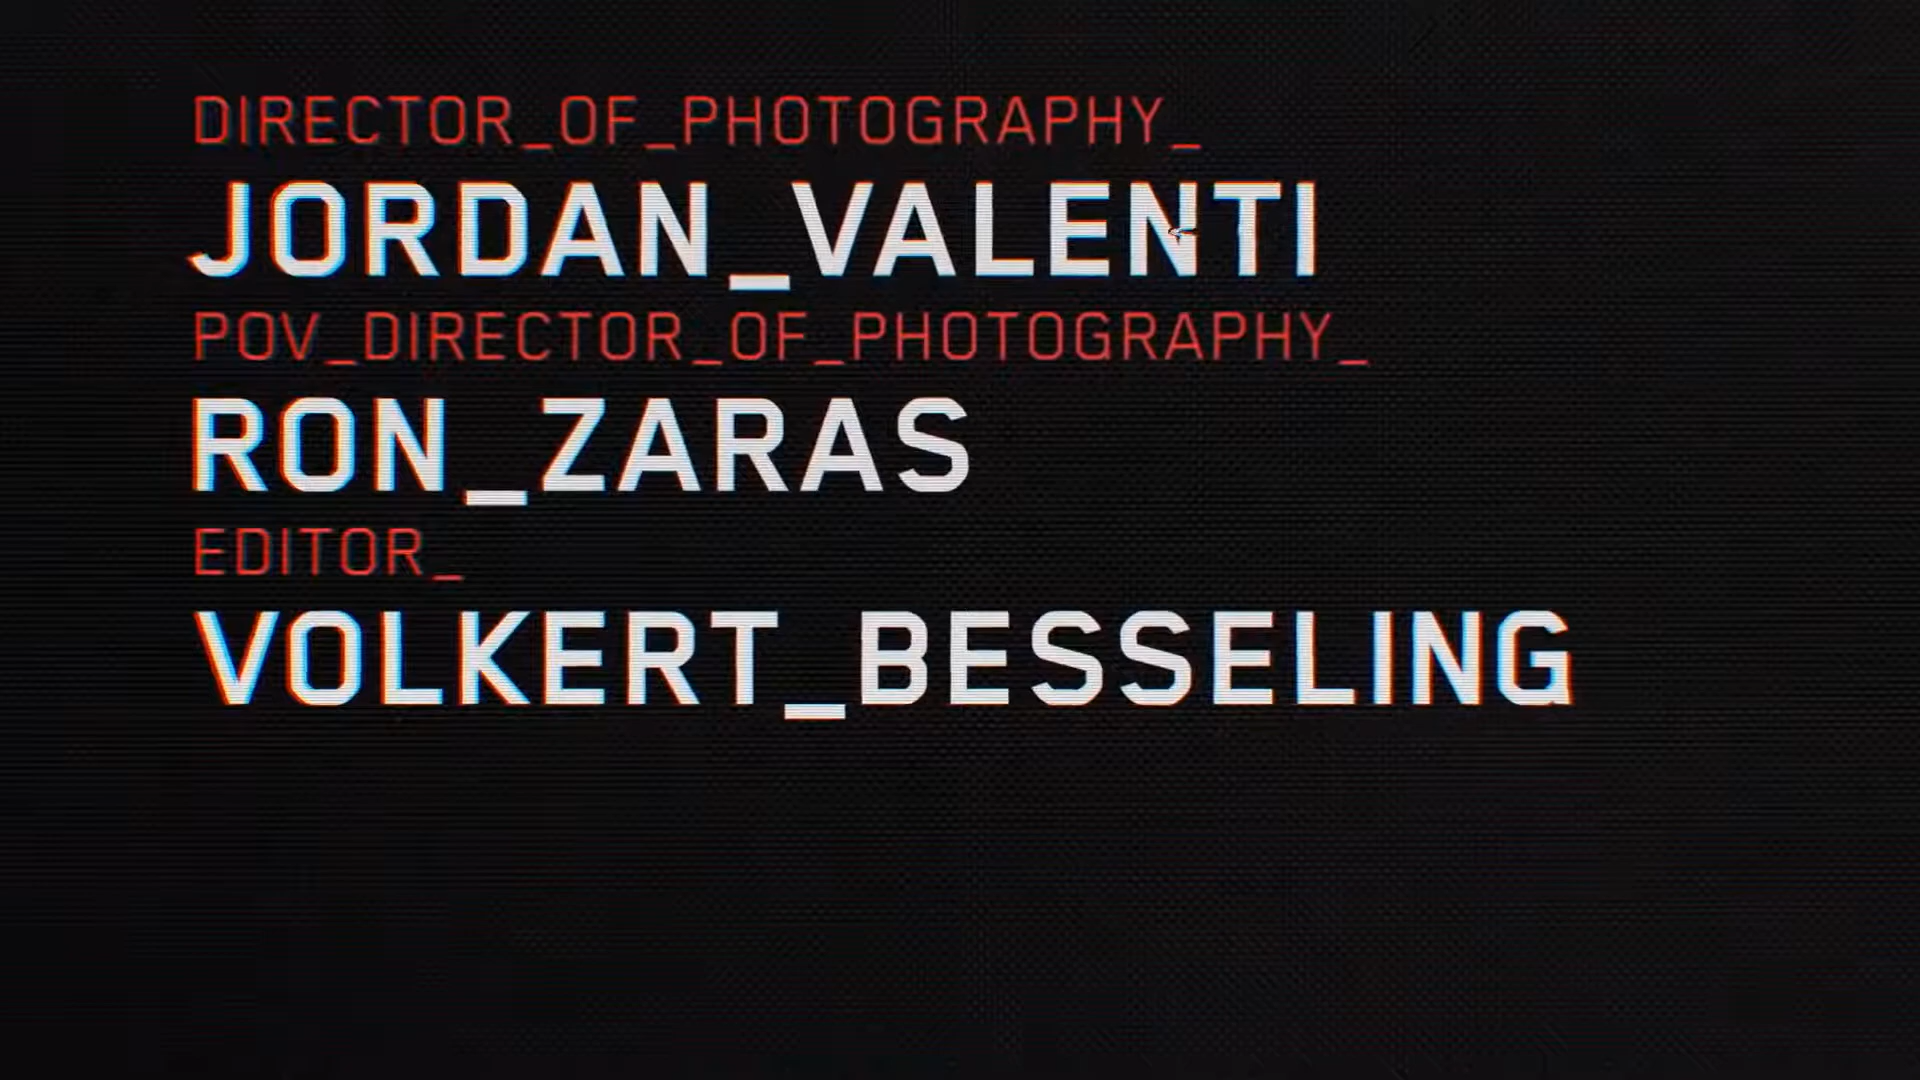 DIRECTOR_OF_PHOTOGRAPHY_
JORDAN_VALENTI
POV_DIRECTOR_OF_PHOTOGRAPHY_
RON_ZARAS
EDITOR_
VOLKERT_BESSELING